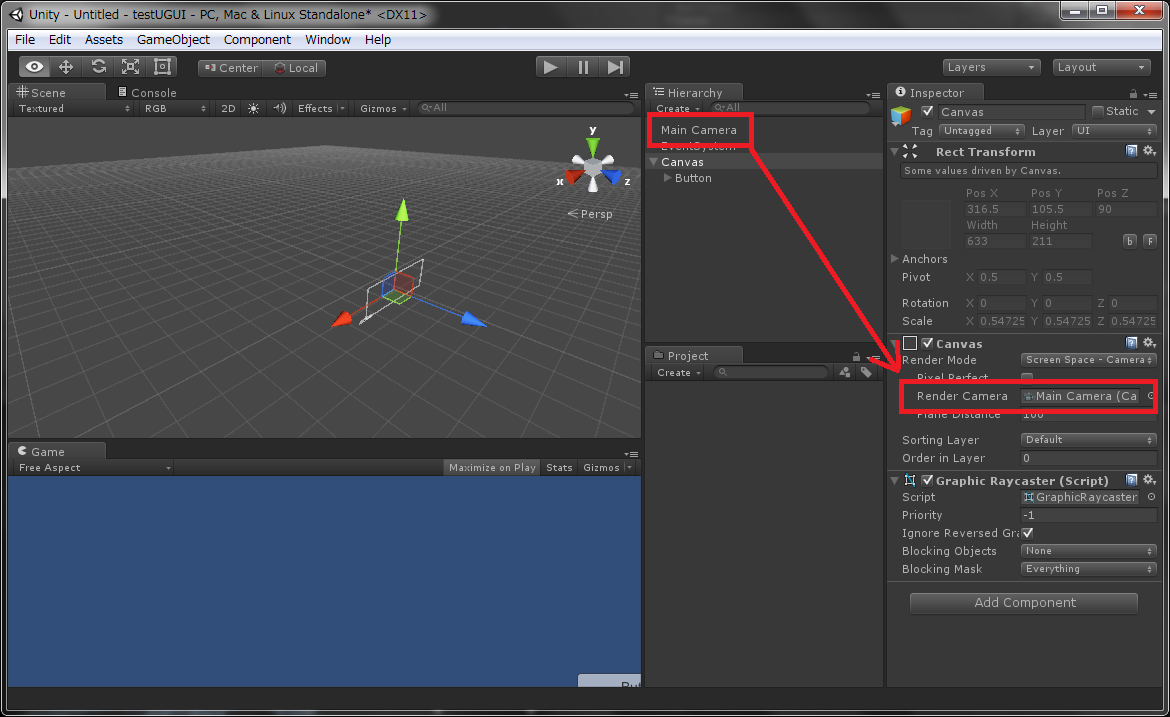 Unity - Untitled - testUGUI - PC, Mac & Linux Standalone* <DX11>
File Edit Assets GameObject Component Window Help
Center Local
Layers Layout
Scene Console
Textured RGB 2D Effects Gizmos All
x y z
Persp
Hierarchy
Create All
Main Camera
EventSystem
Canvas
Button
Project
Create
Game
Free Aspect Maximize on Play Stats Gizmos
Inspector
Canvas Static
Tag Untagged Layer UI
Rect Transform
Some values driven by Canvas.
Pos X Pos Y Pos Z
316.5 105.5 90
Width Height
633 211
b F
Anchors
Pivot X 0.5 Y 0.5
Rotation X 0 Y 0 Z 0
Scale X 0.54725 Y 0.54725 Z 0.54725
Canvas
Render Mode Screen Space - Camera
Pixel Perfect
Render Camera Main Camera (Ca
Plane Distance 100
Sorting Layer Default
Order in Layer 0
Graphic Raycaster (Script)
Script GraphicRaycaster
Priority -1
Ignore Reversed Gra
Blocking Objects None
Blocking Mask Everything
Add Component